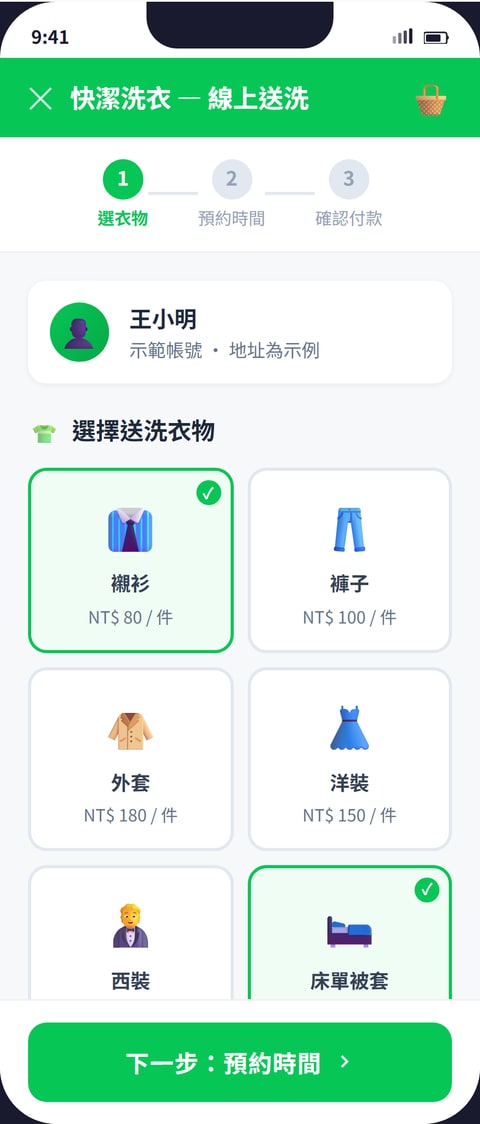 9:41
快潔洗衣 — 線上送洗
1
2
3
選衣物
預約時間
確認付款
王小明
示範帳號 · 地址為示例
選擇送洗衣物
襯衫
NT$ 80 / 件
褲子
NT$ 100 / 件
外套
NT$ 180 / 件
洋裝
NT$ 150 / 件
西裝
床單被套
下一步：預約時間 ›